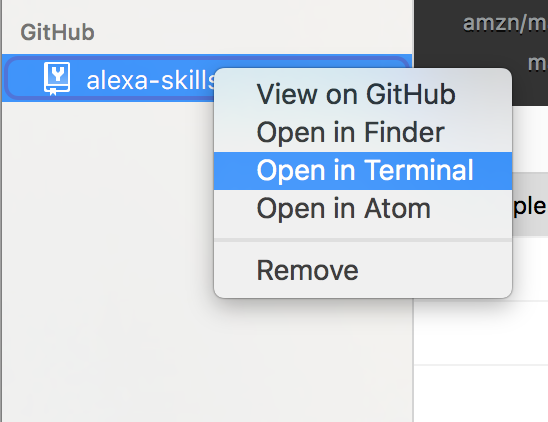 GitHub
amzn/m
m
alexa-skills
View on GitHub
Open in Finder
Open in Terminal
Open in Atom
ple
Remove